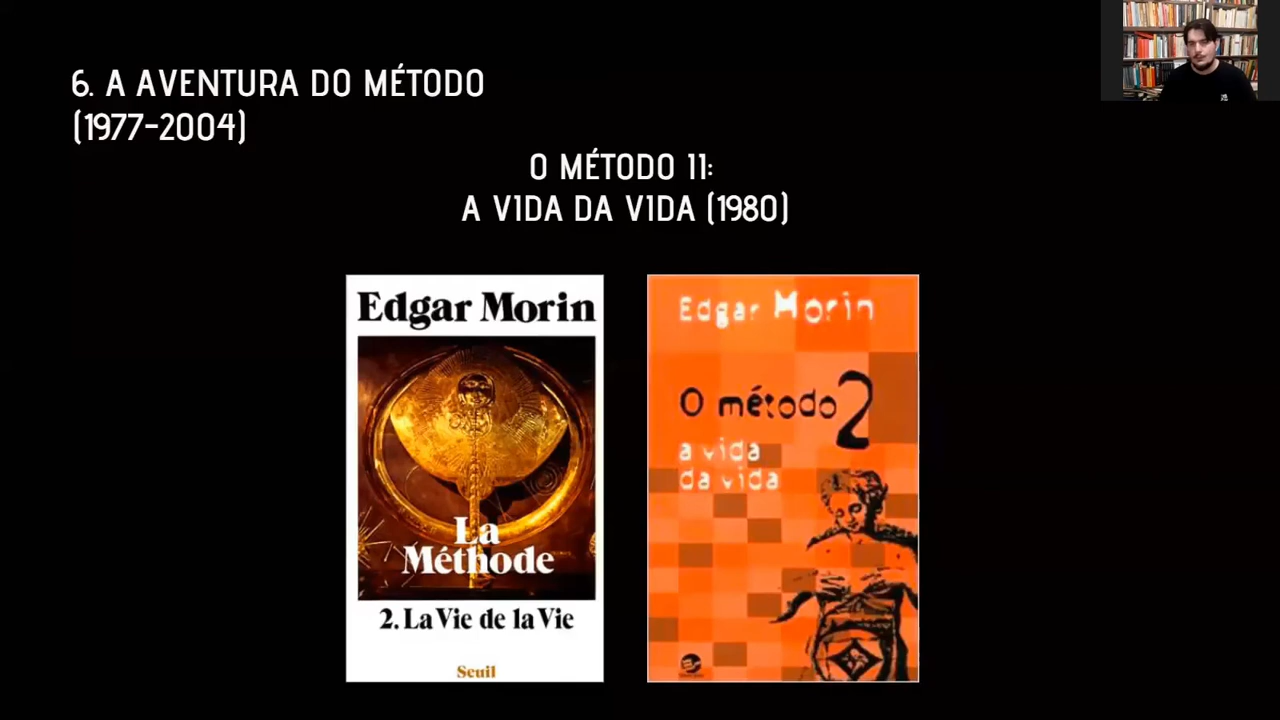 6. A AVENTURA DO MÉTODO
(1977-2004)
O MÉTODO II:
A VIDA DA VIDA (1980)
Edgar Morin
La
Méthode
2. La Vie de la Vie
Seuil
Edgar Morin
O método 2
a vida
da vida